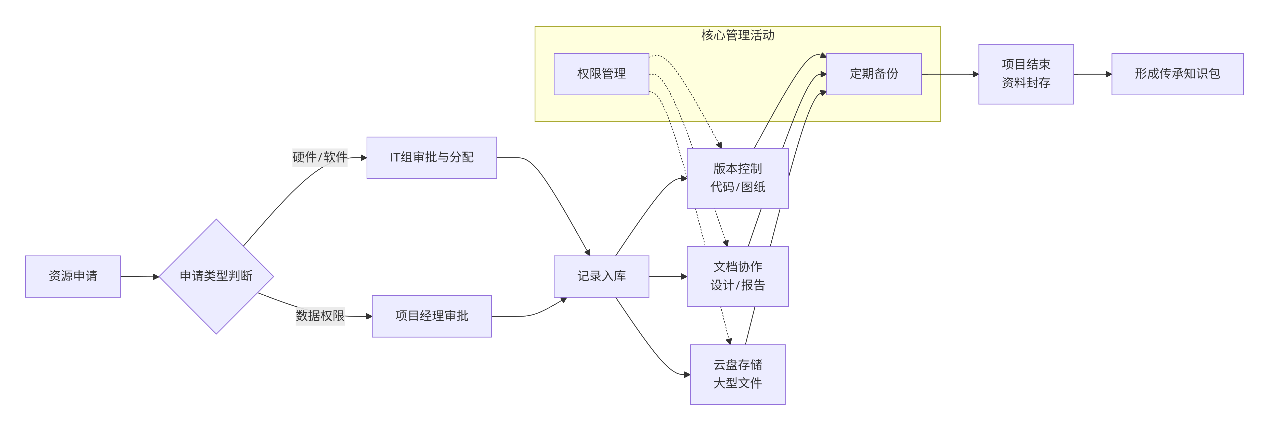 资源申请
申请类型判断
硬件/软件
数据权限
IT组审批与分配
项目经理审批
记录入库
核心管理活动
权限管理
定期备份
版本控制
代码/图纸
文档协作
设计/报告
云盘存储
大型文件
项目结束
资料封存
形成传承知识包